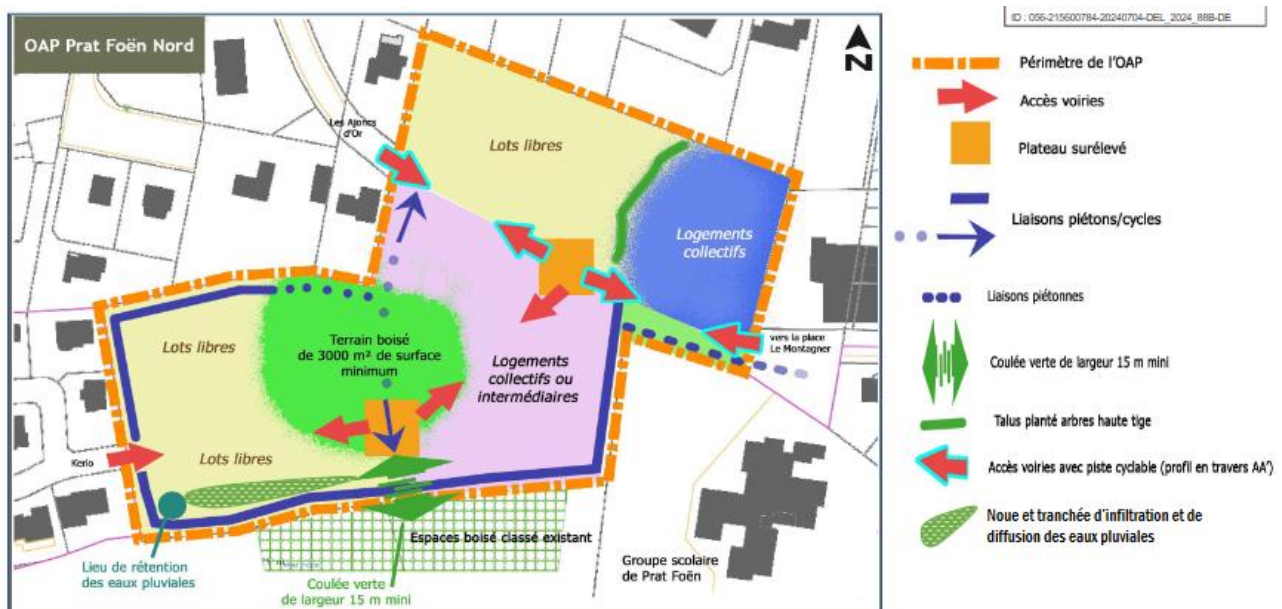 ID : 056-215600784-20240704-DEL_2024_88B-DE
OAP Prat Foën Nord
N
Les Ajoncs
d'Or
Lots libres
Logements
collectifs
Lots libres
Terrain boisé
de 3000 m² de surface
minimum
Logements
collectifs ou
intermédiaires
vers la place
Le Montagner
Kerio
Lots libres
Espaces boisé classé existant
Lieu de rétention
des eaux pluviales
Coulée verte
de largeur 15 m mini
Groupe scolaire
de Prat Foën
Périmètre de l'OAP
Accès voiries
Plateau surélevé
Liaisons piétons/cycles
Liaisons piétonnes
Coulée verte de largeur 15 m mini
Talus planté arbres haute tige
Accès voiries avec piste cyclable (profil en travers AA')
Noue et tranchée d'infiltration et de
diffusion des eaux pluviales